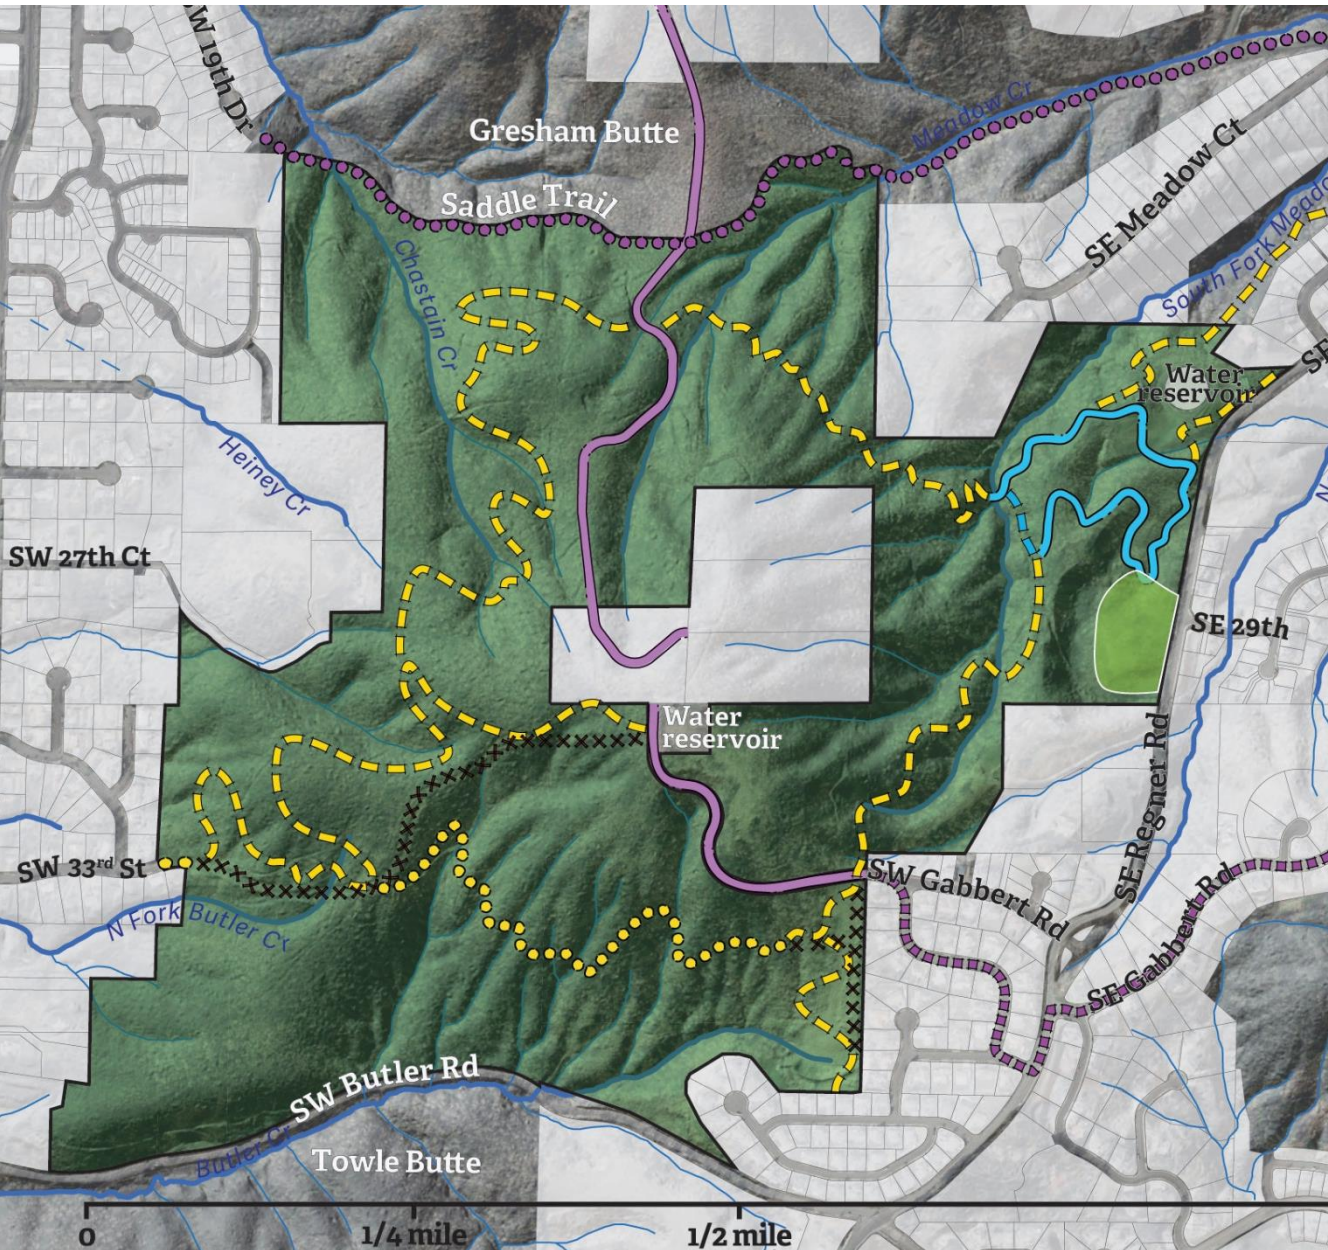 SW 19th Dr
Gresham Butte
Meadow Cr
Saddle Trail
SE Meadow Ct
South Fork Meado
Chastain Cr
SE
Water
reservoir
Heiney Cr
N
SW 27th Ct
SE 29th
Water
reservoir
SE Regner Rd
SW 33rd St
SW Gabbert Rd
N Fork Butler Cr
SE Gabbert Rd
SW Butler Rd
Butler Cr
Towle Butte
0
1/4 mile
1/2 mile